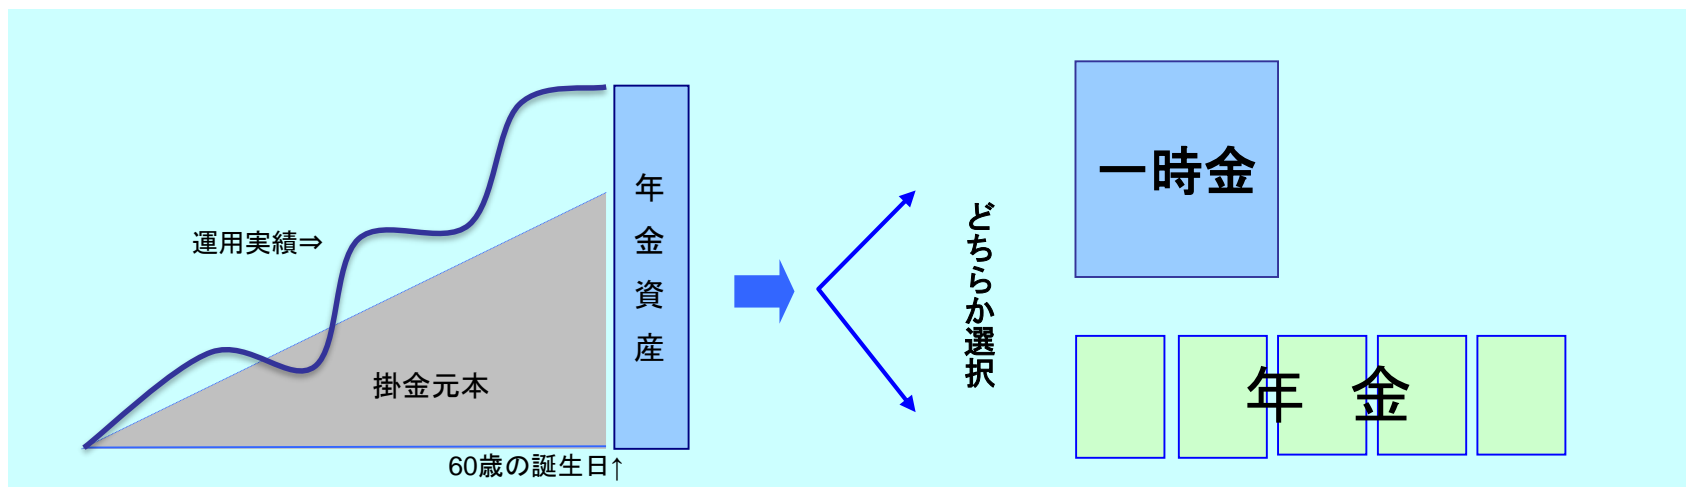 運用実績⇒
掛金元本
60歳の誕生日↑
年金資産
どちらか選択
一時金
年 金